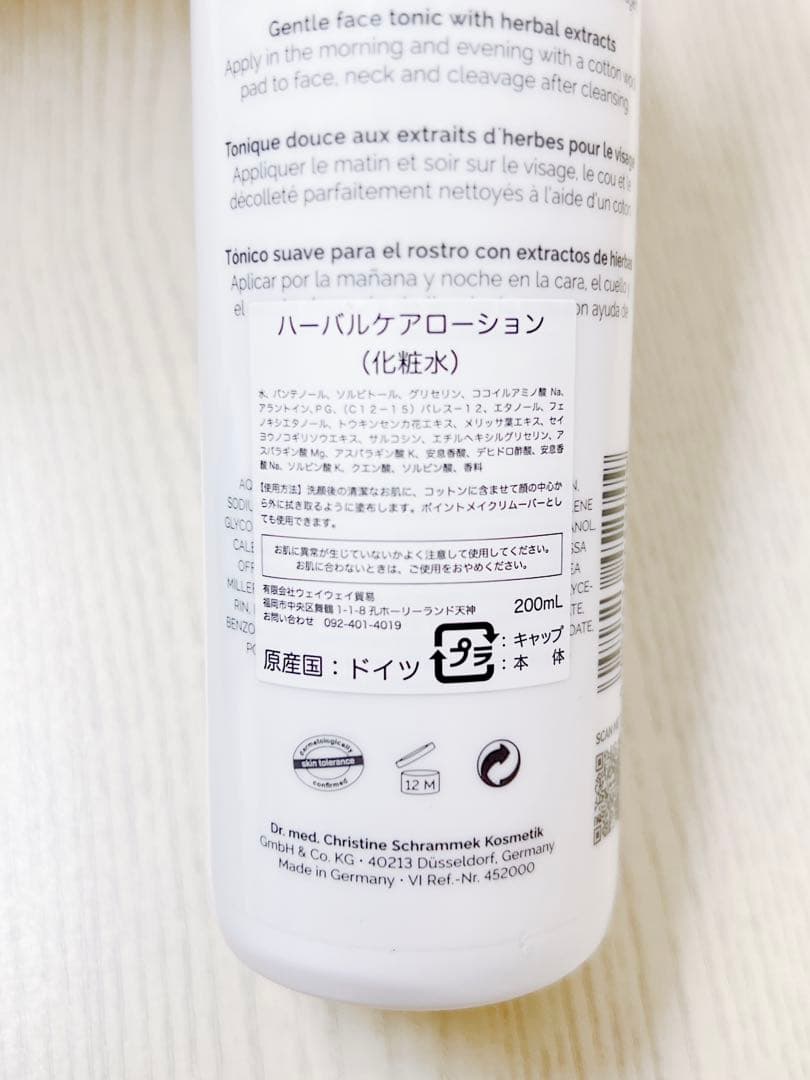 Gentle face tonic with herbal extracts
Apply in the morning and evening with a cotton
pad to face, neck and cleavage after cleansing
Tonique douce aux extraits d'herbes pour le visage
Appliquer le matin et soir sur le visage, le cou et le
décolleté parfaitement nettoyés à l'aide d'un coton
Tónico suave para el rostro con extractos de hierbas
Aplicar por la mañana y noche en la cara, el cuello y
el
ayuda de
ハーバルケアローション
（化粧水）
水、パンテノール、ソルビトール、グリセリン、ココイルアミノ酸 Na、
アラントイン、PG、（C12－15）パレス－12、エタノール、フェ
ノキシエタノール、トウキンセンカ花エキス、メリッサ葉エキス、セイ
ヨウノコギリソウエキス、サルコシン、エチルヘキシルグリセリン、ア
スパラギン酸 Mg、アスパラギン酸 K、安息香酸、デヒドロ酢酸、安息香
酸 Na、ソルビン酸 K、クエン酸、ソルビン酸、香料
【使用方法】洗顔後の清潔なお肌に、コットンに含ませて顔の中心か
ら外に拭き取るように塗布します。ポイントメイクリムーバーとし
ても使用できます。
お肌に異常が生じていないかよく注意して使用してください。
お肌に合わないときは、ご使用をおやめください。
有限会社ウェイウェイ貿易
福岡市中央区舞鶴 1-1-8 孔ホーリーランド天神
お問い合わせ 092-401-4019
200mL
原産国：ドイツ
プラ
：キャップ
：本 体
AQ
SODIU
GLYCO
CALE
OFF
MILLEF
RIN,
BENZO
PO
N,
ENE
ANOL,
SSA
EA
YCE-
TE,
DATE,
SCAN ME
dermatologically
skin tolerance
confirmed
12 M
Dr. med. Christine Schrammek Kosmetik
GmbH & Co. KG · 40213 Düsseldorf, Germany
Made in Germany · VI Ref.-Nr. 452000